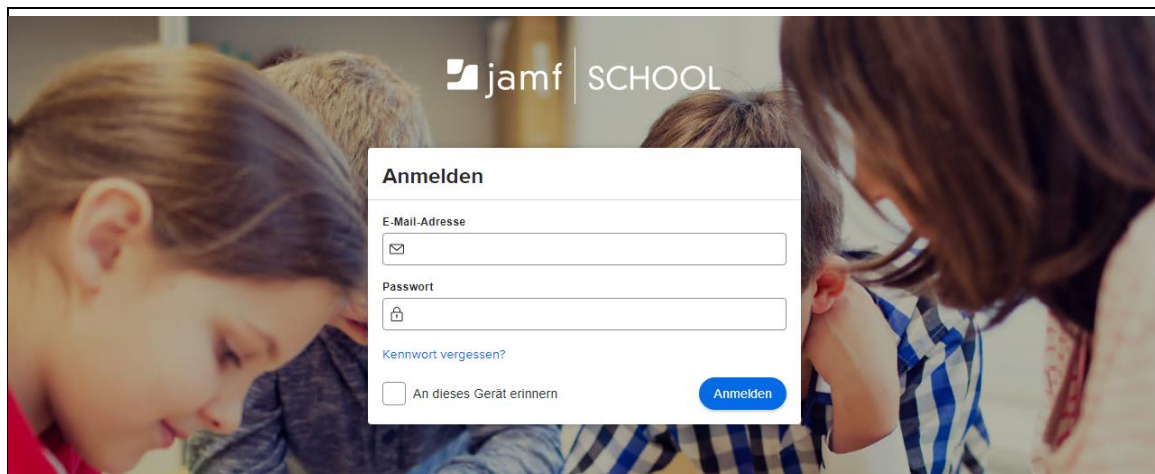 jamf SCHOOL
Anmelden
E-Mail-Adresse
Passwort
Kennwort vergessen?
An dieses Gerät erinnern Anmelden